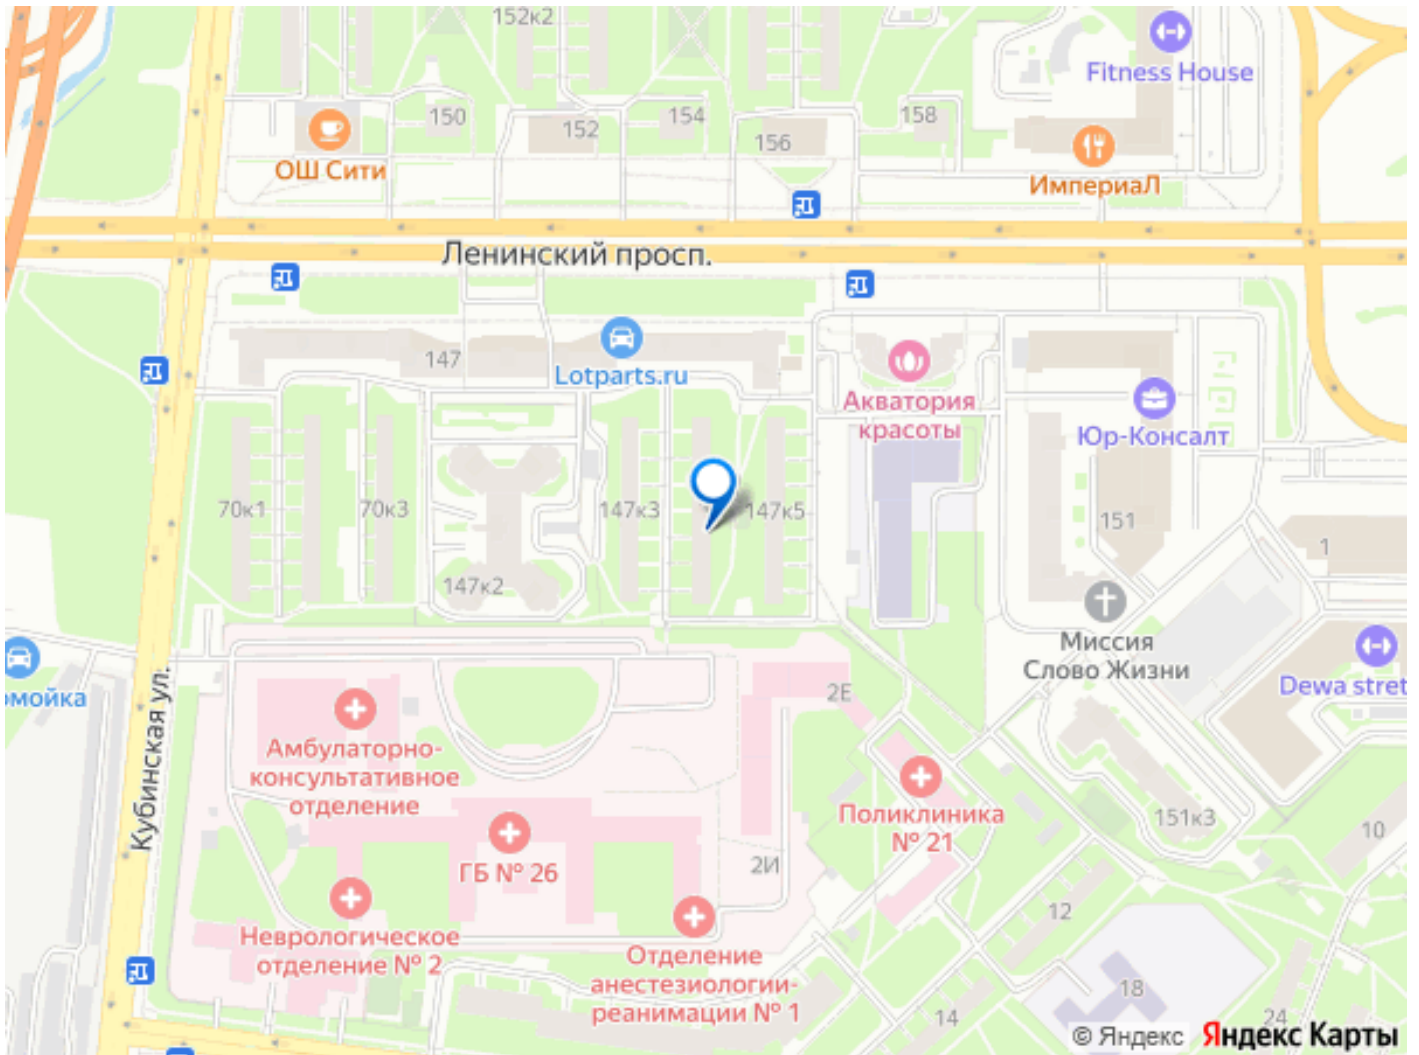 152к2
Fitness House
150
152
154
156
158
ОШ Сити
ИмпериаЛ
Ленинский просп.
147
Lotparts.ru
Акватория
красоты
Юр-Консалт
70к1
70к3
147к3
147к5
151
1
147к2
Миссия
Слово Жизни
Dewa stret
омойка
Кубинская ул.
2Е
Амбулаторно-
консультативное
отделение
Поликлиника
№ 21
151к3
10
ГБ № 26
2И
12
Неврологическое
отделение № 2
Отделение
анестезиологии-
реанимации № 1
14
18
24
© Яндекс Яндекс Карты